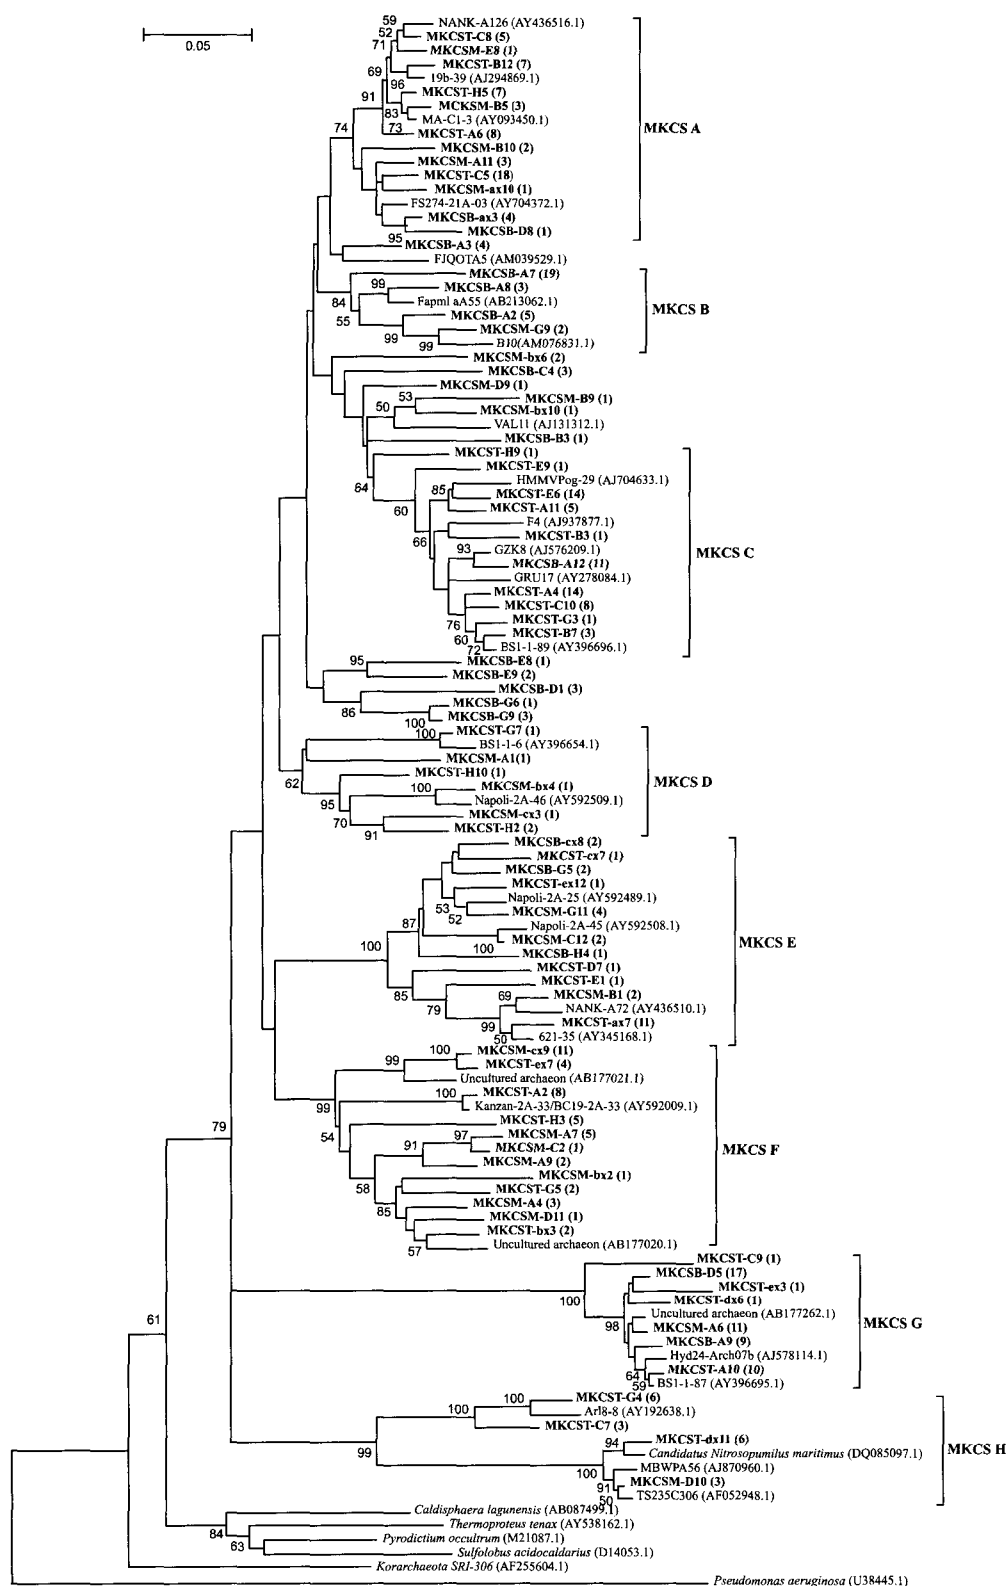 0.05
59
NANK-A126 (AY436516.1)
52
MKCST-C8 (5)
71
MKCSM-E8 (1)
MKCST-B12 (7)
69
19b-39 (AJ294869.1)
96
MKCST-H5 (7)
91
MCKSM-B5 (3)
83
MA-C1-3 (AY093450.1)
73
MKCST-A6 (8)
74
MKCS A
MKCSM-B10 (2)
MKCSM-A11 (3)
MKCST-C5 (18)
MKCSM-ax10 (1)
FS274-21A-03 (AY704372.1)
MKCSB-ax3 (4)
MKCSB-D8 (1)
95
MKCSB-A3 (4)
FJQOTA5 (AM039529.1)
MKCSB-A7 (19)
99
MKCSB-A8 (3)
84
Fapml aA55 (AB213062.1)
MKCS B
55
MKCSB-A2 (5)
MKCSM-G9 (2)
99
99
B10(AM076831.1)
MKCSM-bx6 (2)
MKCSB-C4 (3)
MKCSM-D9 (1)
53
MKCSM-B9 (1)
50
MKCSM-bx10 (1)
VAL11 (AJ131312.1)
MKCSB-B3 (1)
MKCST-H9 (1)
MKCST-E9 (1)
64
HMMVPog-29 (AJ704633.1)
85
MKCST-E6 (14)
60
MKCST-A11 (5)
F4 (AJ937877.1)
66
MKCST-B3 (1)
93
GZK8 (AJ576209.1)
MKCS C
MKCSB-A12 (11)
GRU17 (AY278084.1)
MKCST-A4 (14)
MKCST-C10 (8)
76
MKCST-G3 (1)
60
MKCST-B7 (3)
72
BS1-1-89 (AY396696.1)
95
MKCSB-E8 (1)
MKCSB-E9 (2)
MKCSB-D1 (3)
86
MKCSB-G6 (1)
MKCSB-G9 (3)
100
100
MKCST-G7 (1)
BS1-1-6 (AY396654.1)
MKCSM-A1(1)
MKCST-H10 (1)
MKCS D
62
100
MKCSM-bx4 (1)
95
Napoli-2A-46 (AY592509.1)
MKCSM-cx3 (1)
70
91
MKCST-H2 (2)
MKCSB-cx8 (2)
MKCST-cx7 (1)
MKCSB-G5 (2)
MKCST-ex12 (1)
Napoli-2A-25 (AY592489.1)
53
52
MKCSM-G11 (4)
87
Napoli-2A-45 (AY592508.1)
MKCSM-C12 (2)
MKCS E
100
100
MKCSB-H4 (1)
MKCST-D7 (1)
85
MKCST-E1 (1)
79
69
MKCSM-B1 (2)
NANK-A72 (AY436510.1)
99
MKCST-ax7 (11)
50
621-35 (AY345168.1)
100
MKCSM-cx9 (11)
99
MKCST-ex7 (4)
Uncultured archaeon (AB177021.1)
100
MKCST-A2 (8)
99
Kanzan-2A-33/BC19-2A-33 (AY592009.1)
MKCST-H3 (5)
54
97
MKCSM-A7 (5)
91
MKCSM-C2 (1)
MKCS F
MKCSM-A9 (2)
79
MKCSM-bx2 (1)
58
MKCST-G5 (2)
85
MKCSM-A4 (3)
MKCSM-D11 (1)
MKCST-bx3 (2)
57
Uncultured archaeon (AB177020.1)
MKCST-C9 (1)
MKCSB-D5 (17)
MKCST-ex3 (1)
100
MKCST-dx6 (1)
Uncultured archaeon (AB177262.1)
61
98
MKCSM-A6 (11)
MKCS G
MKCSB-A9 (9)
Hyd24-Arch07b (AJ578114.1)
64
MKCST-A10 (10)
59
BS1-1-87 (AY396695.1)
100
MKCST-G4 (6)
100
Arl8-8 (AY192638.1)
MKCST-C7 (3)
94
MKCST-dx11 (6)
99
Candidatus Nitrosopumilus maritimus (DQ085097.1)
MKCS H
100
MBWPA56 (AJ870960.1)
91
MKCSM-D10 (3)
50
TS235C306 (AF052948.1)
Caldisphaera lagunensis (AB087499.1)
84
Thermoproteus tenax (AY538162.1)
63
Pyrodictium occultrum (M21087.1)
Sulfolobus acidocaldarius (D14053.1)
Korarchaeota SRI-306 (AF255604.1)
Pseudomonas aeruginosa (U38445.1)